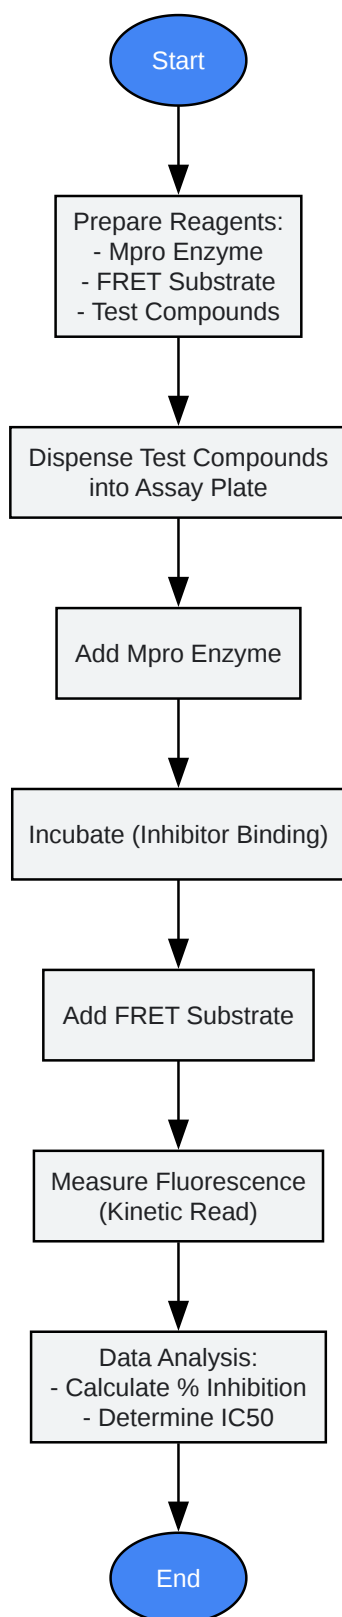 Start
Prepare Reagents:
- Mpro Enzyme
- FRET Substrate
- Test Compounds
Dispense Test Compounds
into Assay Plate
Add Mpro Enzyme
Incubate (Inhibitor Binding)
Add FRET Substrate
Measure Fluorescence
(Kinetic Read)
Data Analysis:
- Calculate % Inhibition
- Determine IC50
End